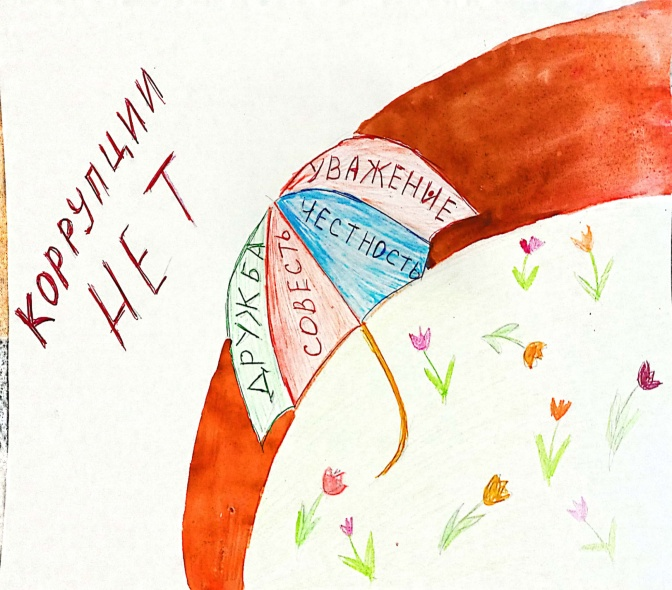 КОРРУПЦИИ
НЕТ
УВАЖЕНИЕ
ЧЕСТНОСТЬ
СОВЕСТЬ
ДРУЖБА